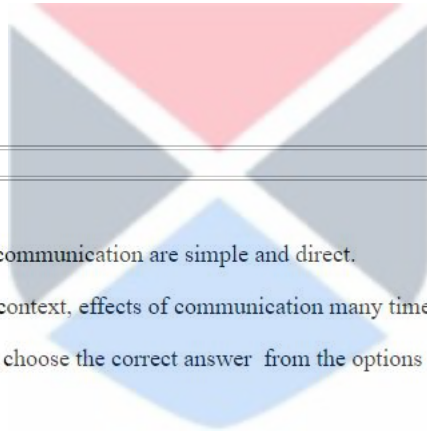 communication are simple and direct.
context, effects of communication many time
choose the correct answer from the options